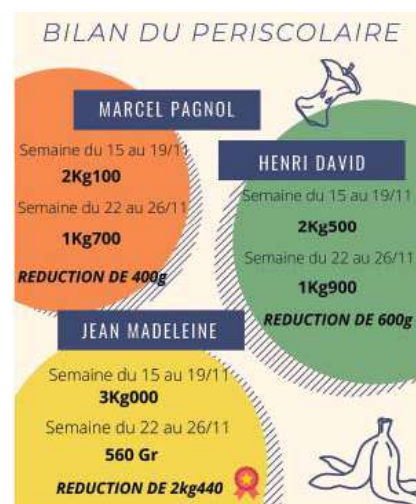 BILAN DU PERISCOLAIRE
MARCEL PAGNOL
Semaine du 15 au 19/11
2Kg100
Semaine du 22 au 26/11
1Kg700
REDUCTION DE 400g
HENRI DAVID
Semaine du 15 au 19/11
2Kg500
Semaine du 22 au 26/11
1Kg900
REDUCTION DE 600g
JEAN MADELEINE
Semaine du 15 au 19/11
3Kg000
Semaine du 22 au 26/11
560 Gr
REDUCTION DE 2kg440